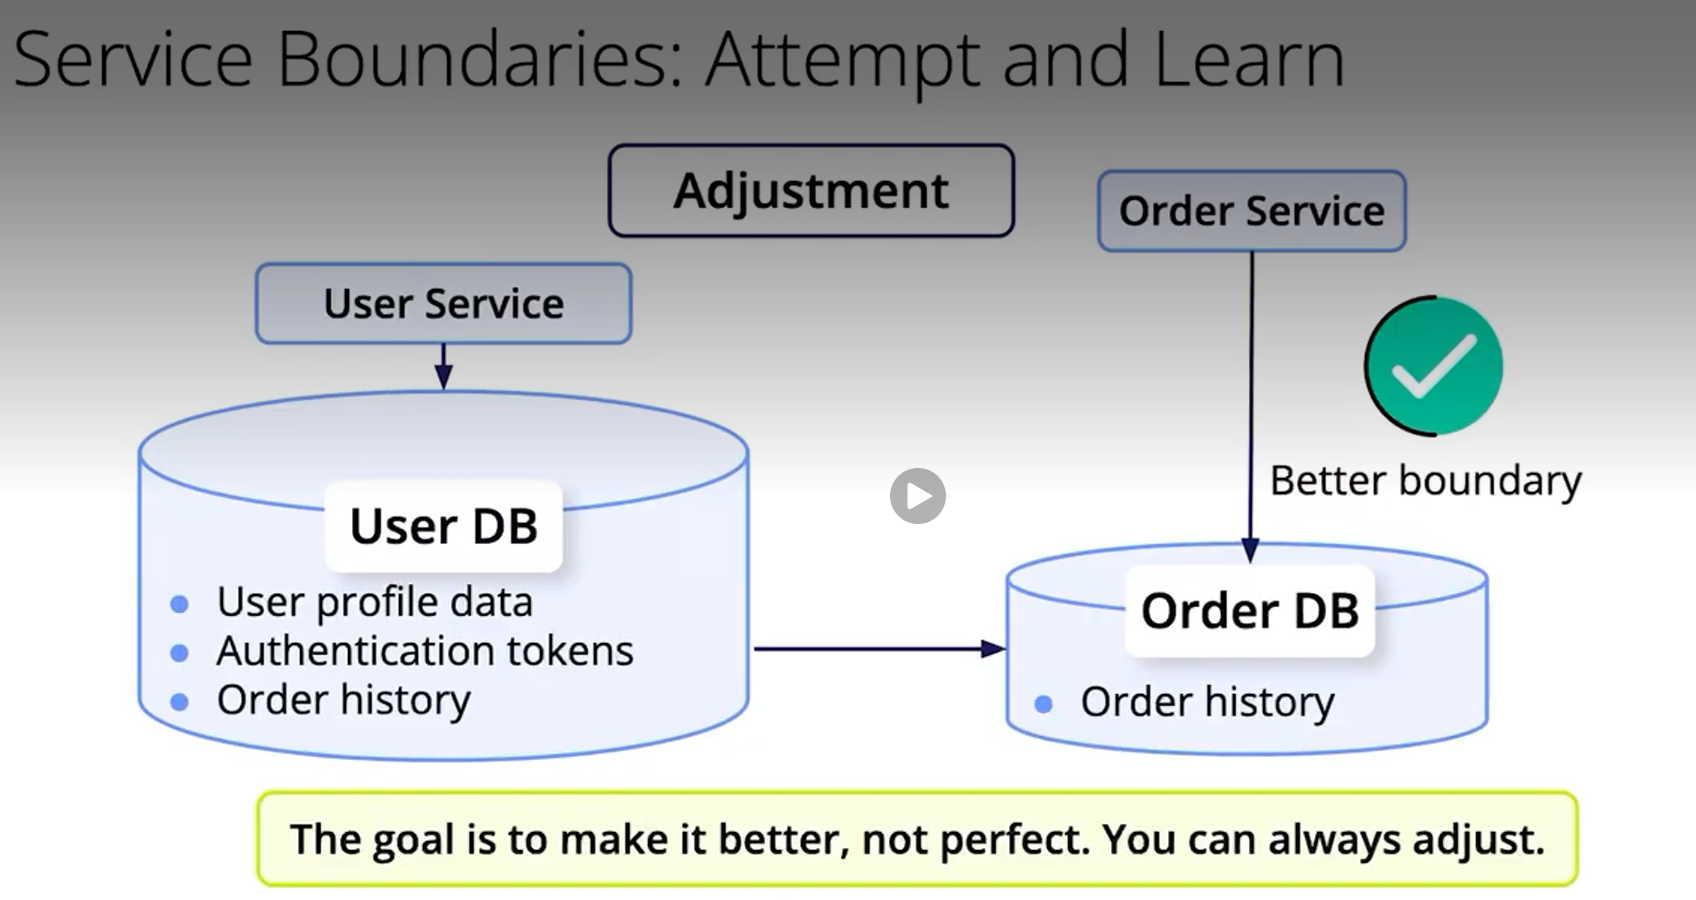 Service Boundaries: Attempt and Learn
Adjustment
Order Service
User Service
Better boundary
User DB
User profile data
Authentication tokens
Order history
Order DB
Order history
The goal is to make it better, not perfect. You can always adjust.